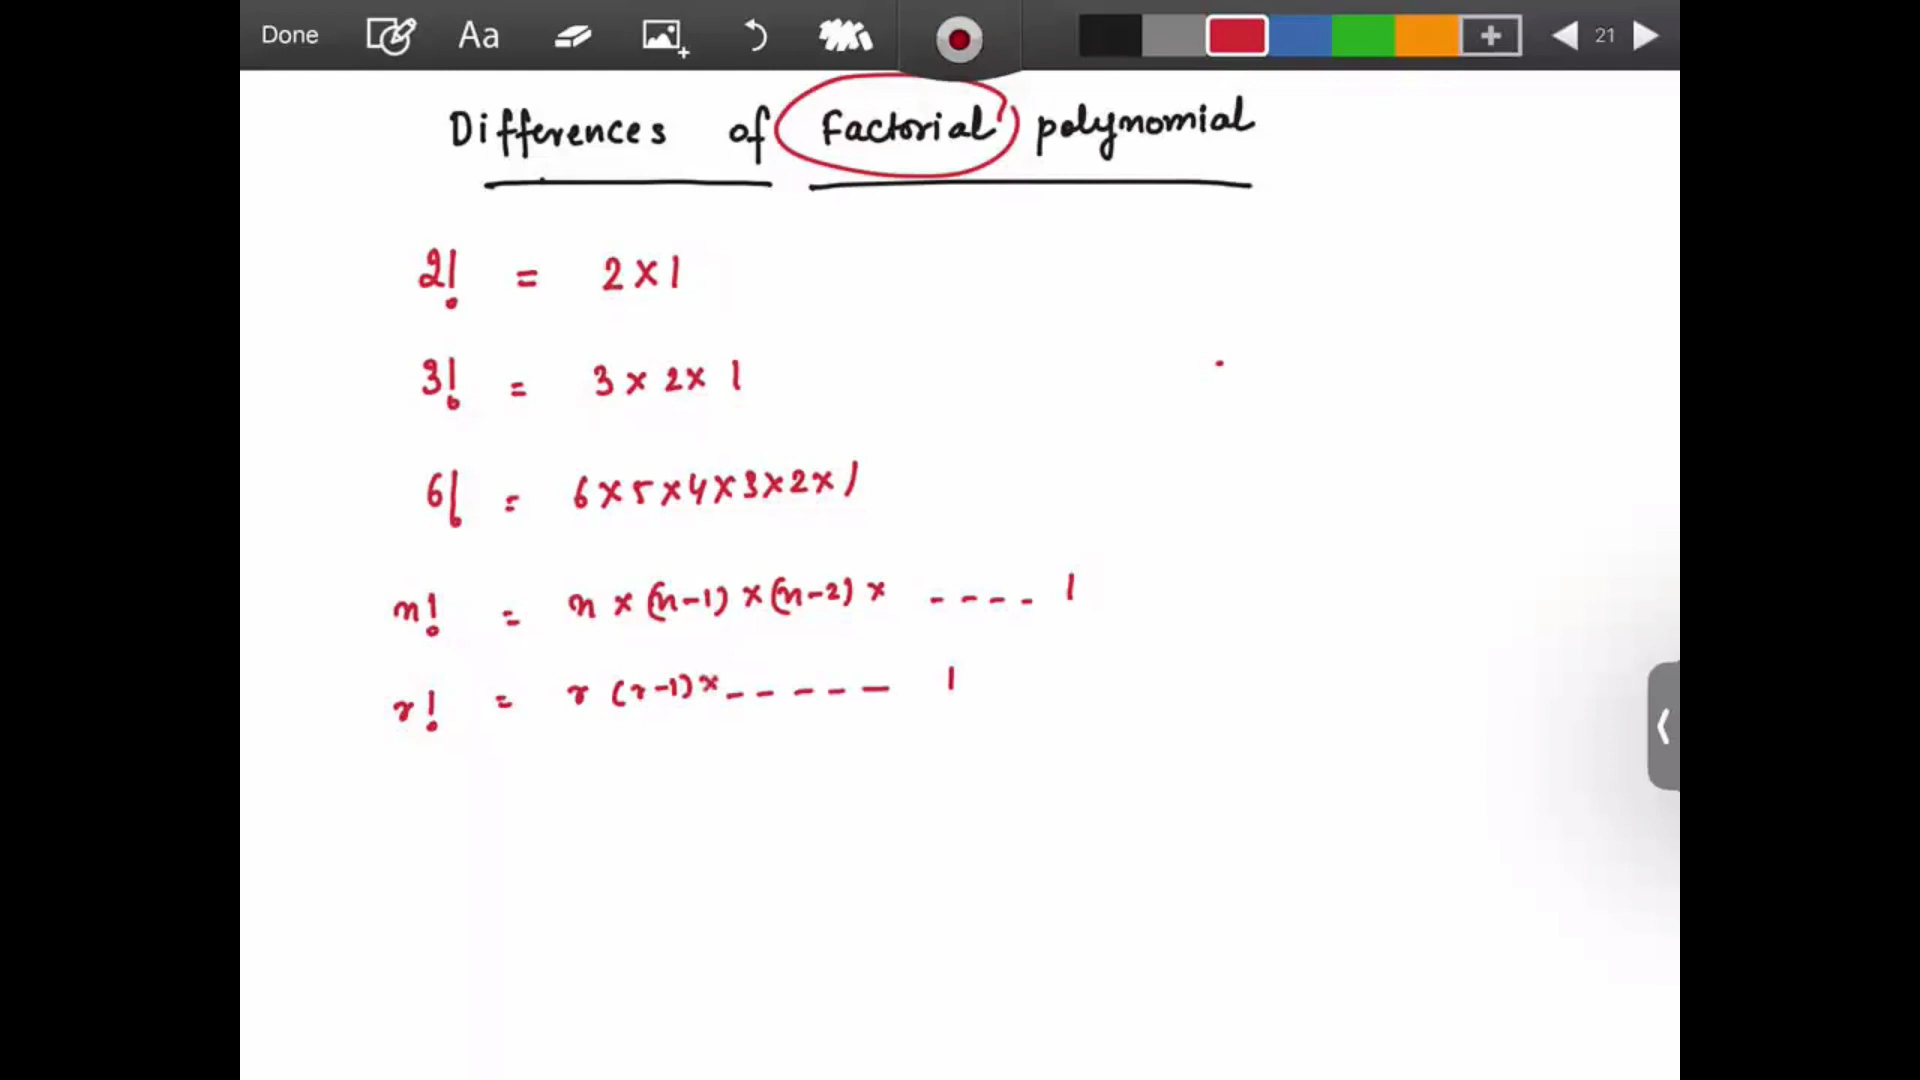 Done Aa 21
Differences of Factorial polynomial
2! = 2 × 1
3! = 3 × 2 × 1
6! = 6 × 5 × 4 × 3 × 2 × 1
n! = n × (n-1) × (n-2) × ---- 1
r! = r (r-1) × ----- 1